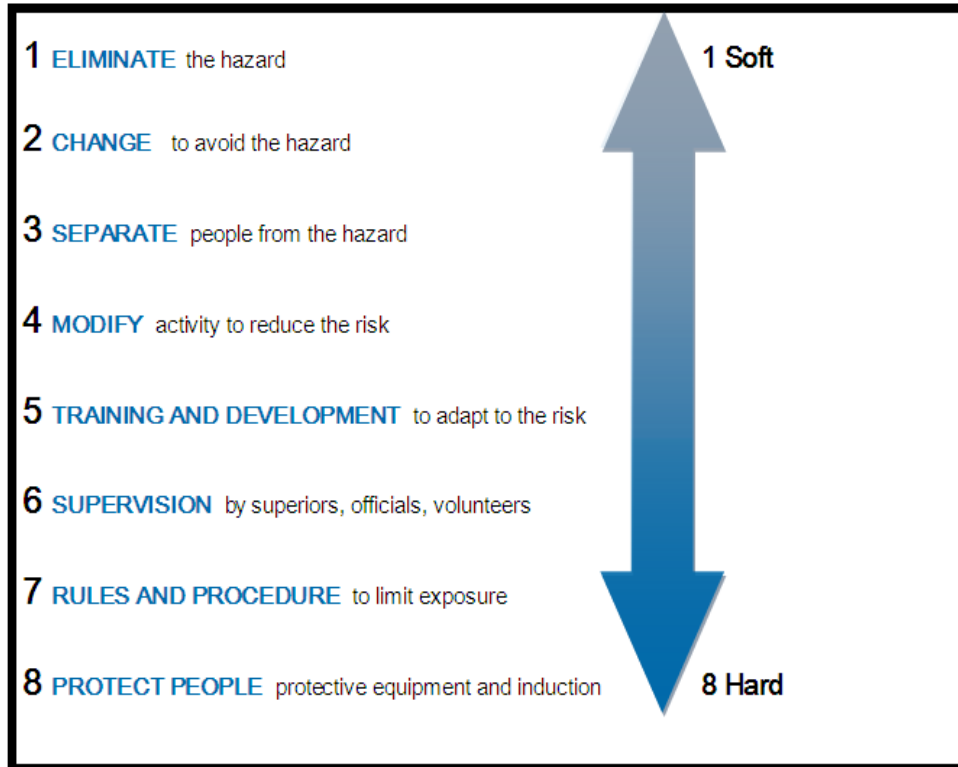 1 ELIMINATE the hazard
1 Soft
2 CHANGE to avoid the hazard
3 SEPARATE people from the hazard
4 MODIFY activity to reduce the risk
5 TRAINING AND DEVELOPMENT to adapt to the risk
6 SUPERVISION by superiors, officials, volunteers
7 RULES AND PROCEDURE to limit exposure
8 PROTECT PEOPLE protective equipment and induction
8 Hard